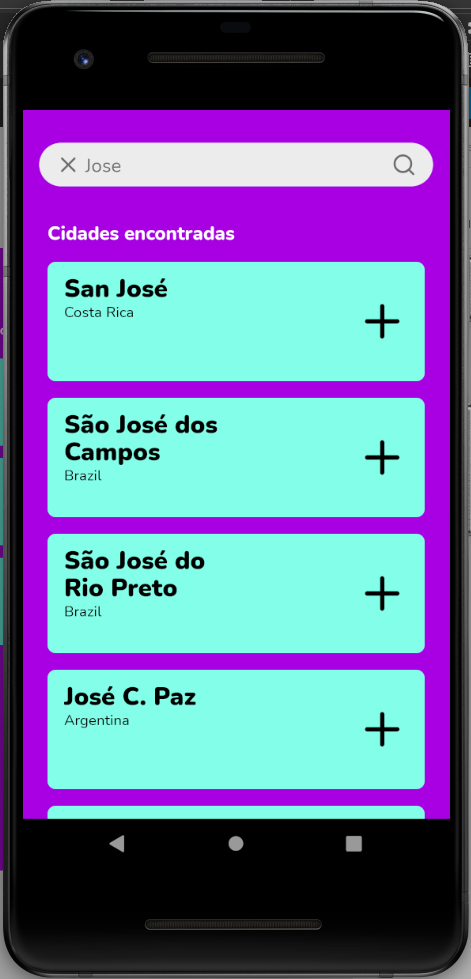 Jose
Cidades encontradas
San José
Costa Rica
São José dos
Campos
Brazil
São José do
Rio Preto
Brazil
José C. Paz
Argentina